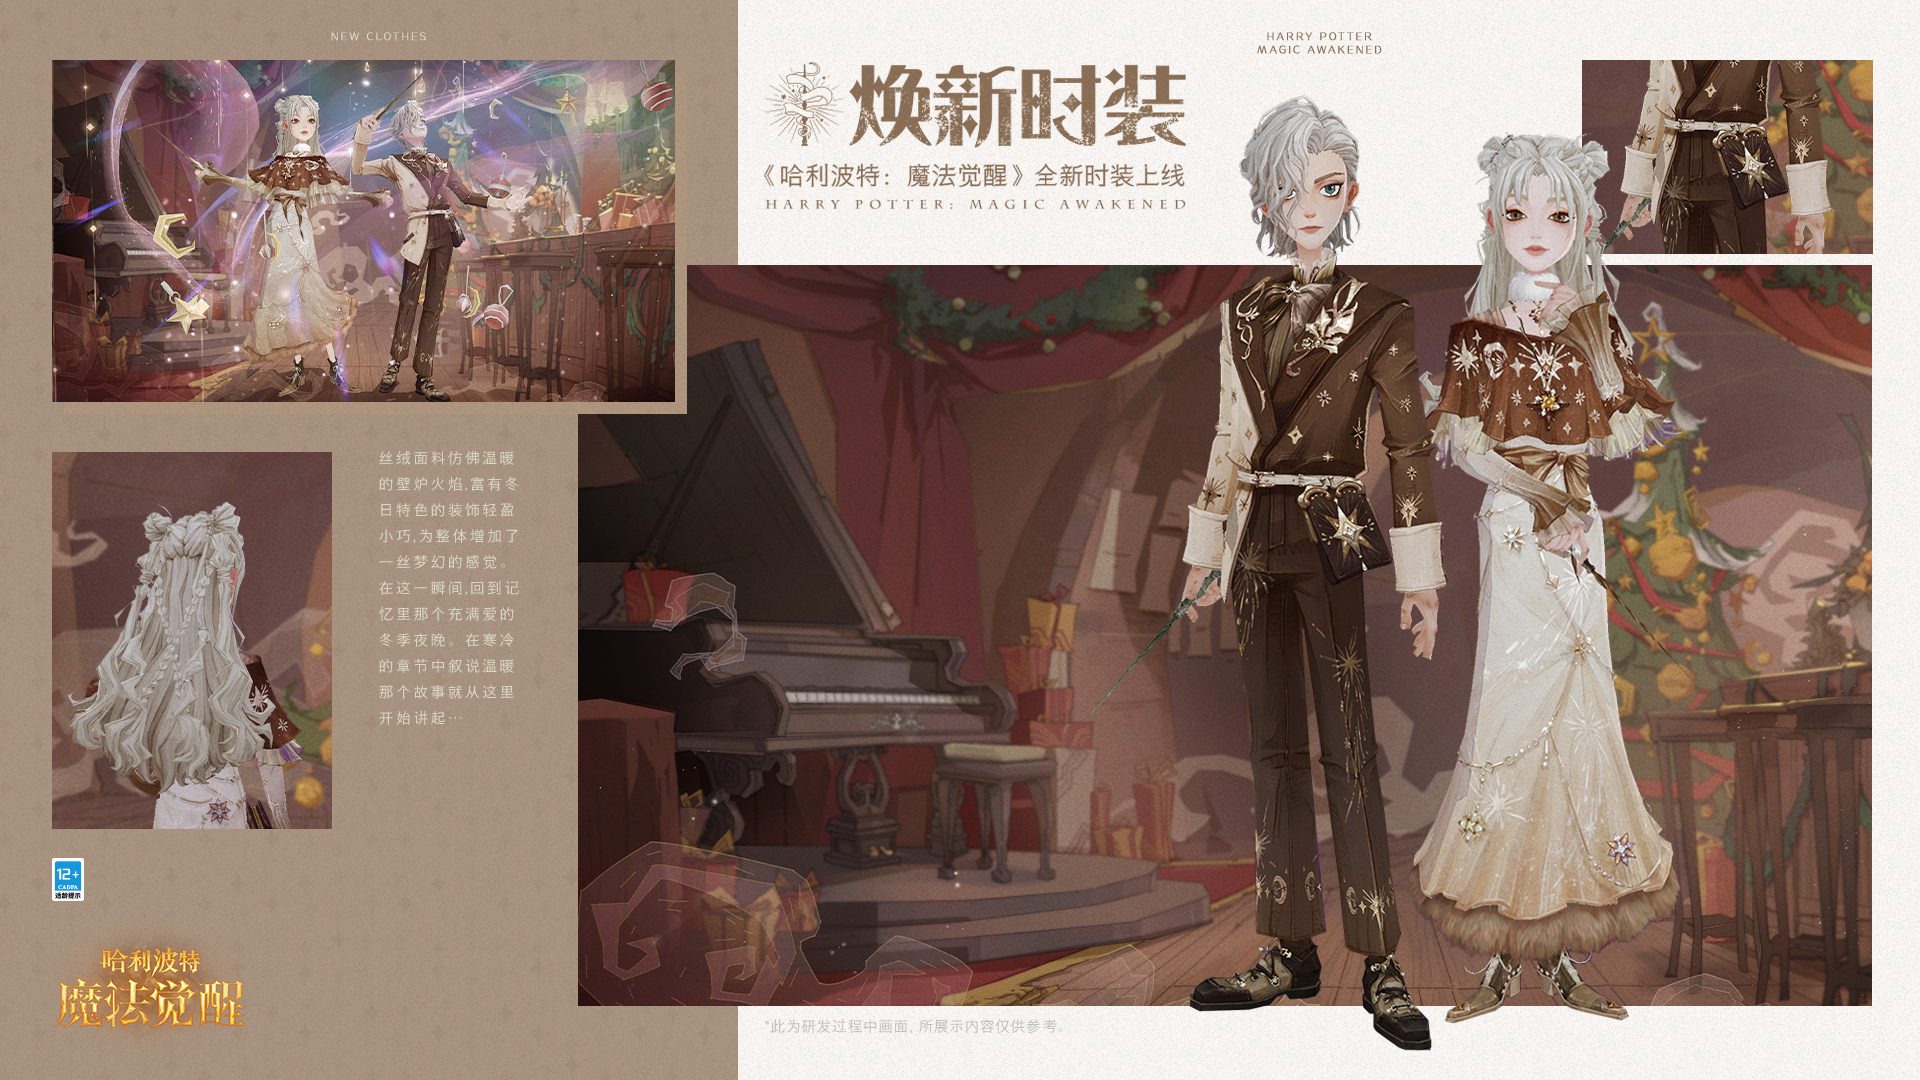 NEW CLOTHES
HARRY POTTER
MAGIC AWAKENED
焕新时装
《哈利波特：魔法觉醒》全新时装上线
HARRY POTTER: MAGIC AWAKENED
丝绒面料仿佛温暖
的壁炉火焰,富有冬
日特色的装饰轻盈
小巧,为整体增加了
一丝梦幻的感觉。
在这一瞬间,回到记
忆里那个充满爱的
冬季夜晚。在寒冷
的章节中叙说温暖
那个故事就从这里
开始讲起…
12+
CADPA
适龄提示
哈利波特
魔法觉醒
*此为研发过程中画面, 所展示内容仅供参考。